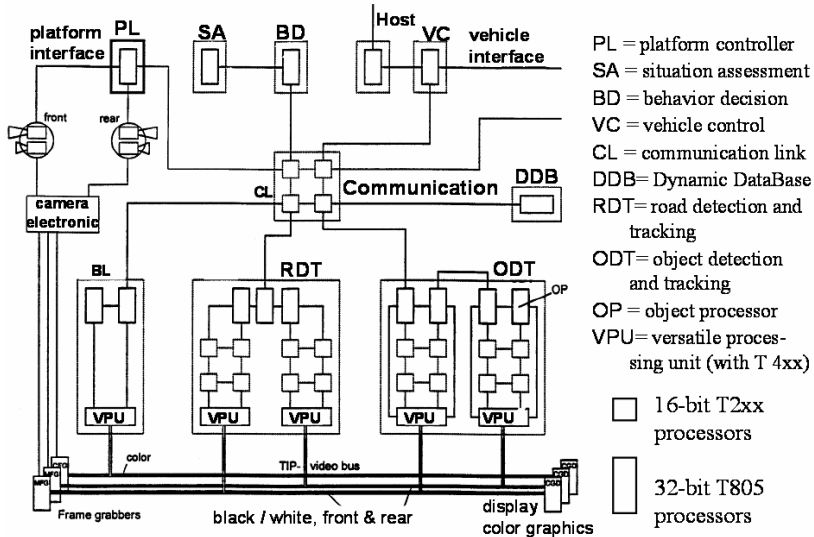 platform
interface
PL
SA
BD
Host
VC
vehicle
interface
front
rear
camera
electronic
CL
Communication
DDB
BL
RDT
ODT
OP
VPU
VPU
VPU
VPU
VPU
color
TIP- video bus
MFG
Frame grabbers
black / white, front & rear
display
color graphics
CGD
CGD
CGD
PL = platform controller
SA = situation assessment
BD = behavior decision
VC = vehicle control
CL = communication link
DDB= Dynamic DataBase
RDT= road detection and
tracking
ODT= object detection
and tracking
OP = object processor
VPU= versatile proces-
sing unit (with T 4xx)
16-bit T2xx
processors
32-bit T805
processors